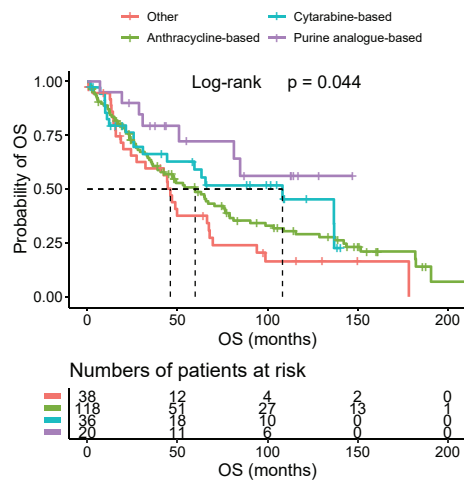 Other Cytarabine-based
Anthracycline-based Purine analogue-based
Log-rank p = 0.044
1.00
0.75
0.50
0.25
0.00
Probability of OS
0 50 100 150 200
OS (months)
Numbers of patients at risk
38 12 4 2 0
118 51 27 13 1
36 18 10 0 0
20 11 6 0 0
0 50 100 150 200
OS (months)